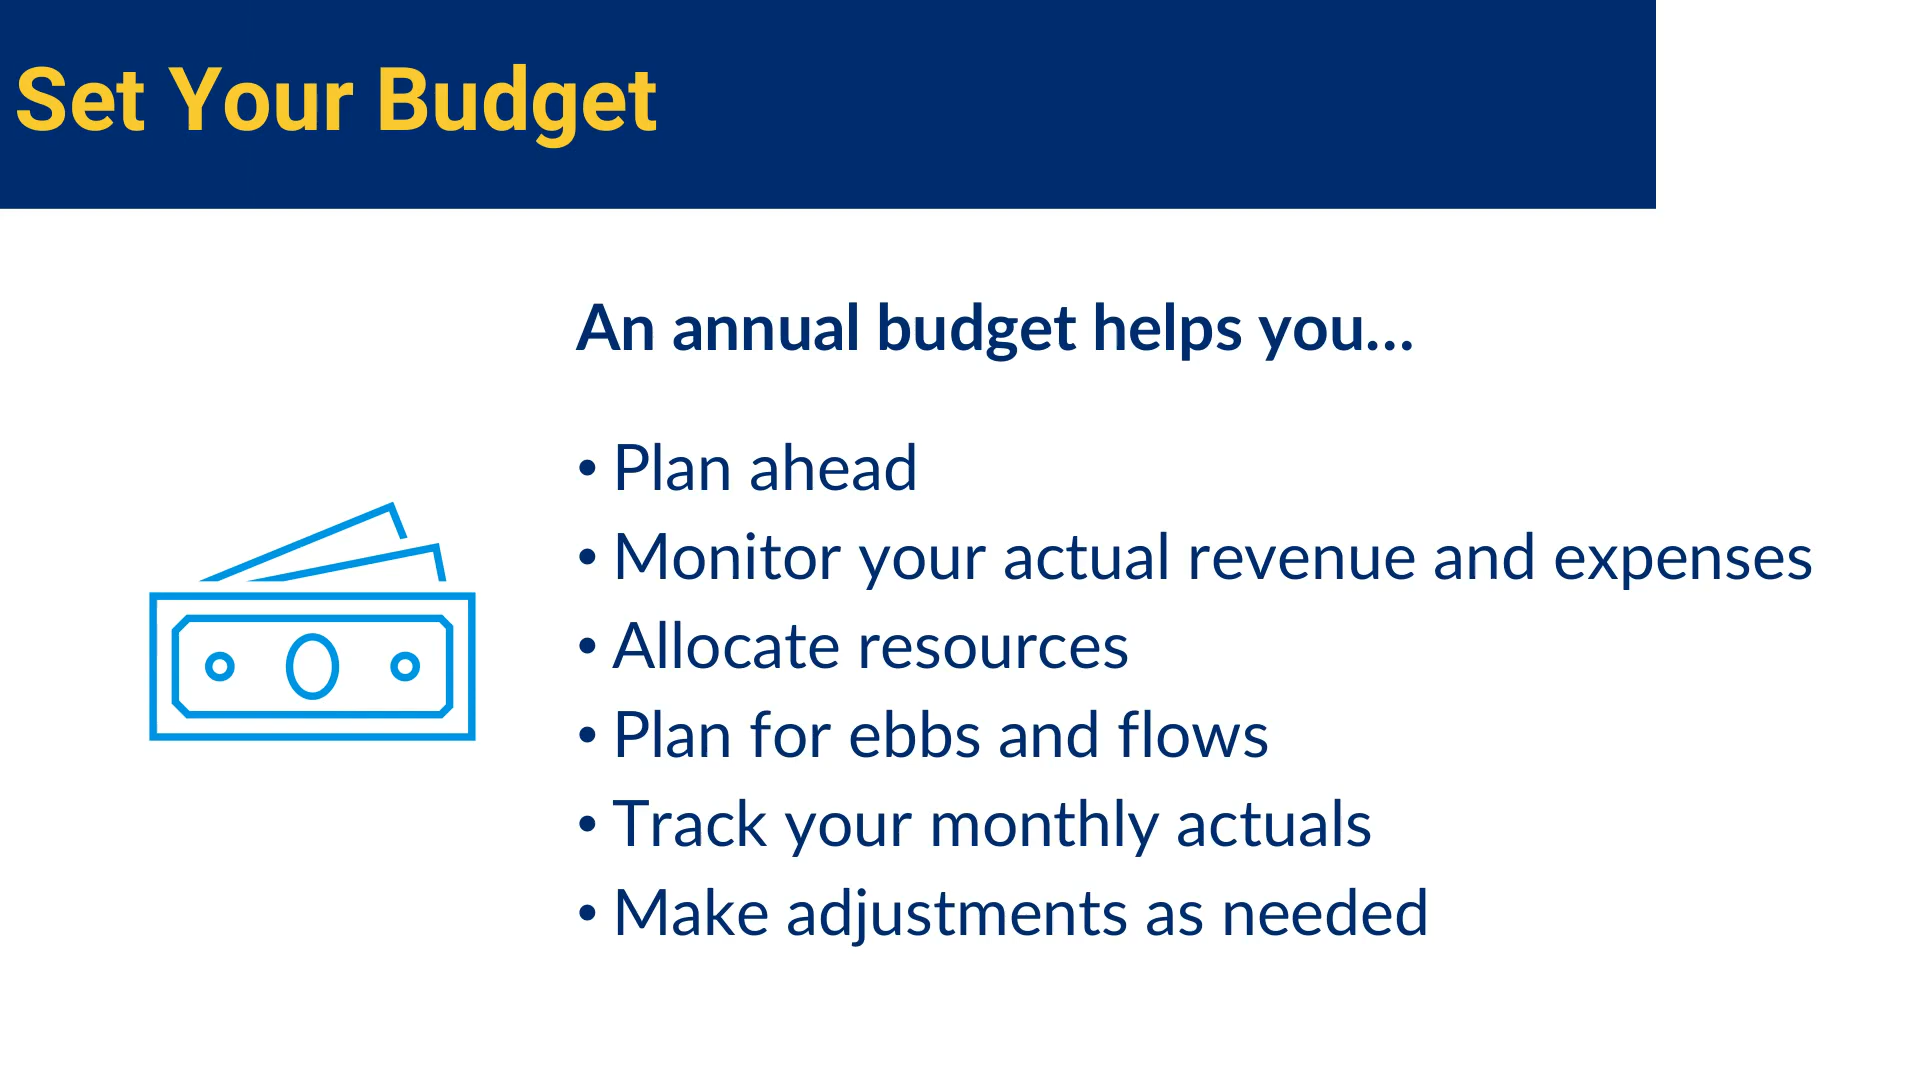 Set Your Budget
An annual budget helps you...
• Plan ahead
• Monitor your actual revenue and expenses
• Allocate resources
• Plan for ebbs and flows
• Track your monthly actuals
• Make adjustments as needed